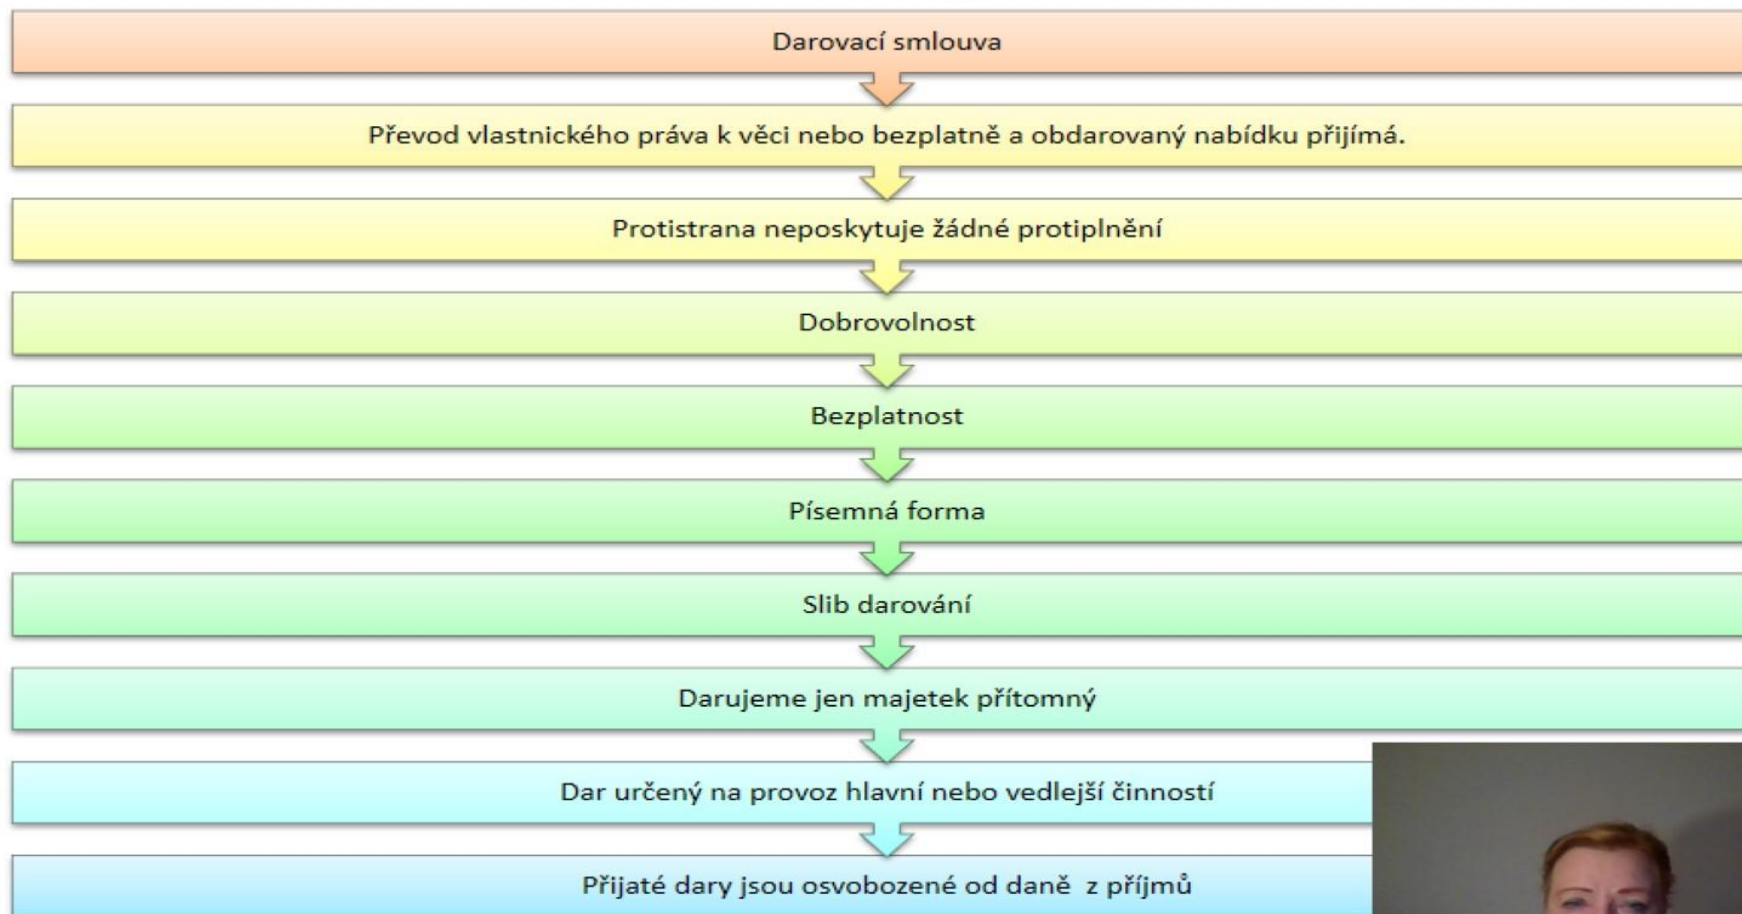 Darovací smlouva
Převod vlastnického práva k věci nebo bezplatně a obdarovaný nabídku přijímá.
Protistrana neposkytuje žádné protiplnění
Dobrovolnost
Bezplatnost
Písemná forma
Slib darování
Darujeme jen majetek přítomný
Dar určený na provoz hlavní nebo vedlejší činností
Přijaté dary jsou osvobozené od daně  z příjmů